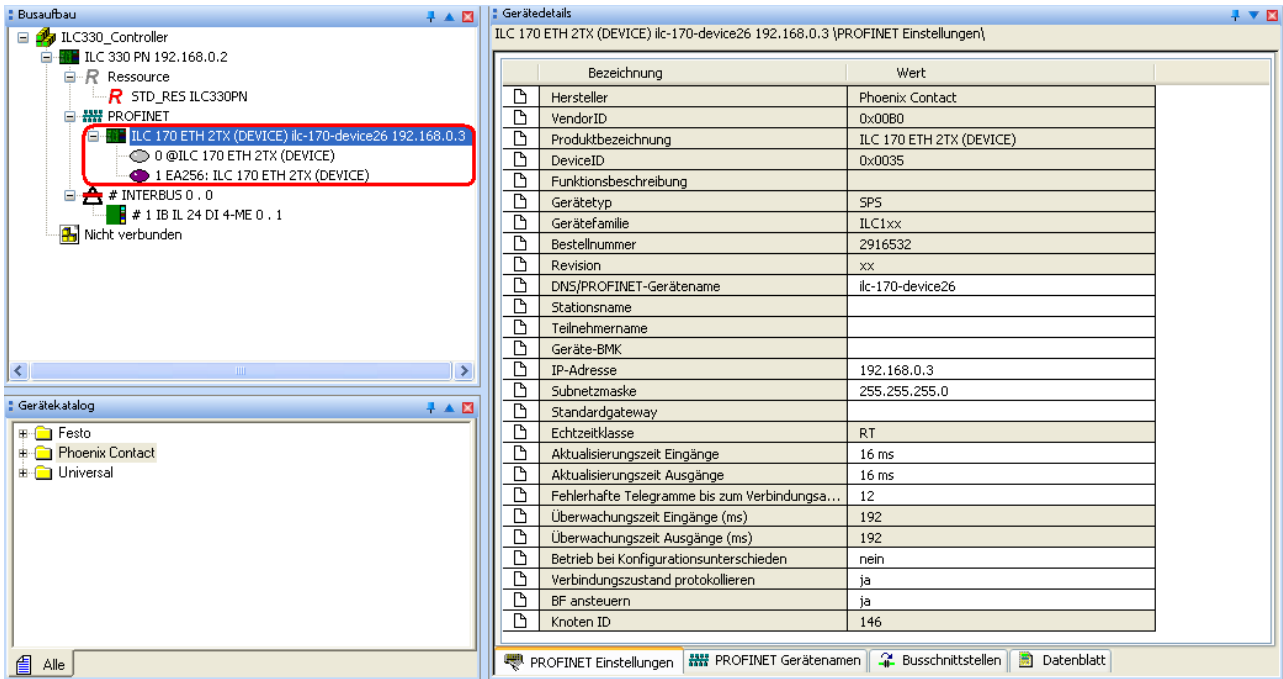 Busaufbau
ILC330_Controller
ILC 330 PN 192.168.0.2
R Ressource
R STD_RES ILC330PN
PROFINET
ILC 170 ETH 2TX (DEVICE) ilc-170-device26 192.168.0.3
0 @ILC 170 ETH 2TX (DEVICE)
1 EA256: ILC 170 ETH 2TX (DEVICE)
# INTERBUS 0 . 0
# 1 IB IL 24 DI 4-ME 0 . 1
Nicht verbunden
Gerätekatalog
Festo
Phoenix Contact
Universal
Alle
Gerätedetails
ILC 170 ETH 2TX (DEVICE) ilc-170-device26 192.168.0.3 \PROFINET Einstellungen\
Bezeichnung Wert
Hersteller Phoenix Contact
VendorID 0x00B0
Produktbezeichnung ILC 170 ETH 2TX (DEVICE)
DeviceID 0x0035
Funktionsbeschreibung
Gerätetyp SPS
Gerätefamilie ILC1xx
Bestellnummer 2916532
Revision xx
DNS/PROFINET-Gerätename ilc-170-device26
Stationsname
Teilnehmername
Geräte-BMK
IP-Adresse 192.168.0.3
Subnetzmaske 255.255.255.0
Standardgateway
Echtzeitklasse RT
Aktualisierungszeit Eingänge 16 ms
Aktualisierungszeit Ausgänge 16 ms
Fehlerhafte Telegramme bis zum Verbindungsa... 12
Überwachungszeit Eingänge (ms) 192
Überwachungszeit Ausgänge (ms) 192
Betrieb bei Konfigurationsunterschieden nein
Verbindungszustand protokollieren ja
BF ansteuern ja
Knoten ID 146
PROFINET Einstellungen PROFINET Gerätenamen Busschnittstellen Datenblatt